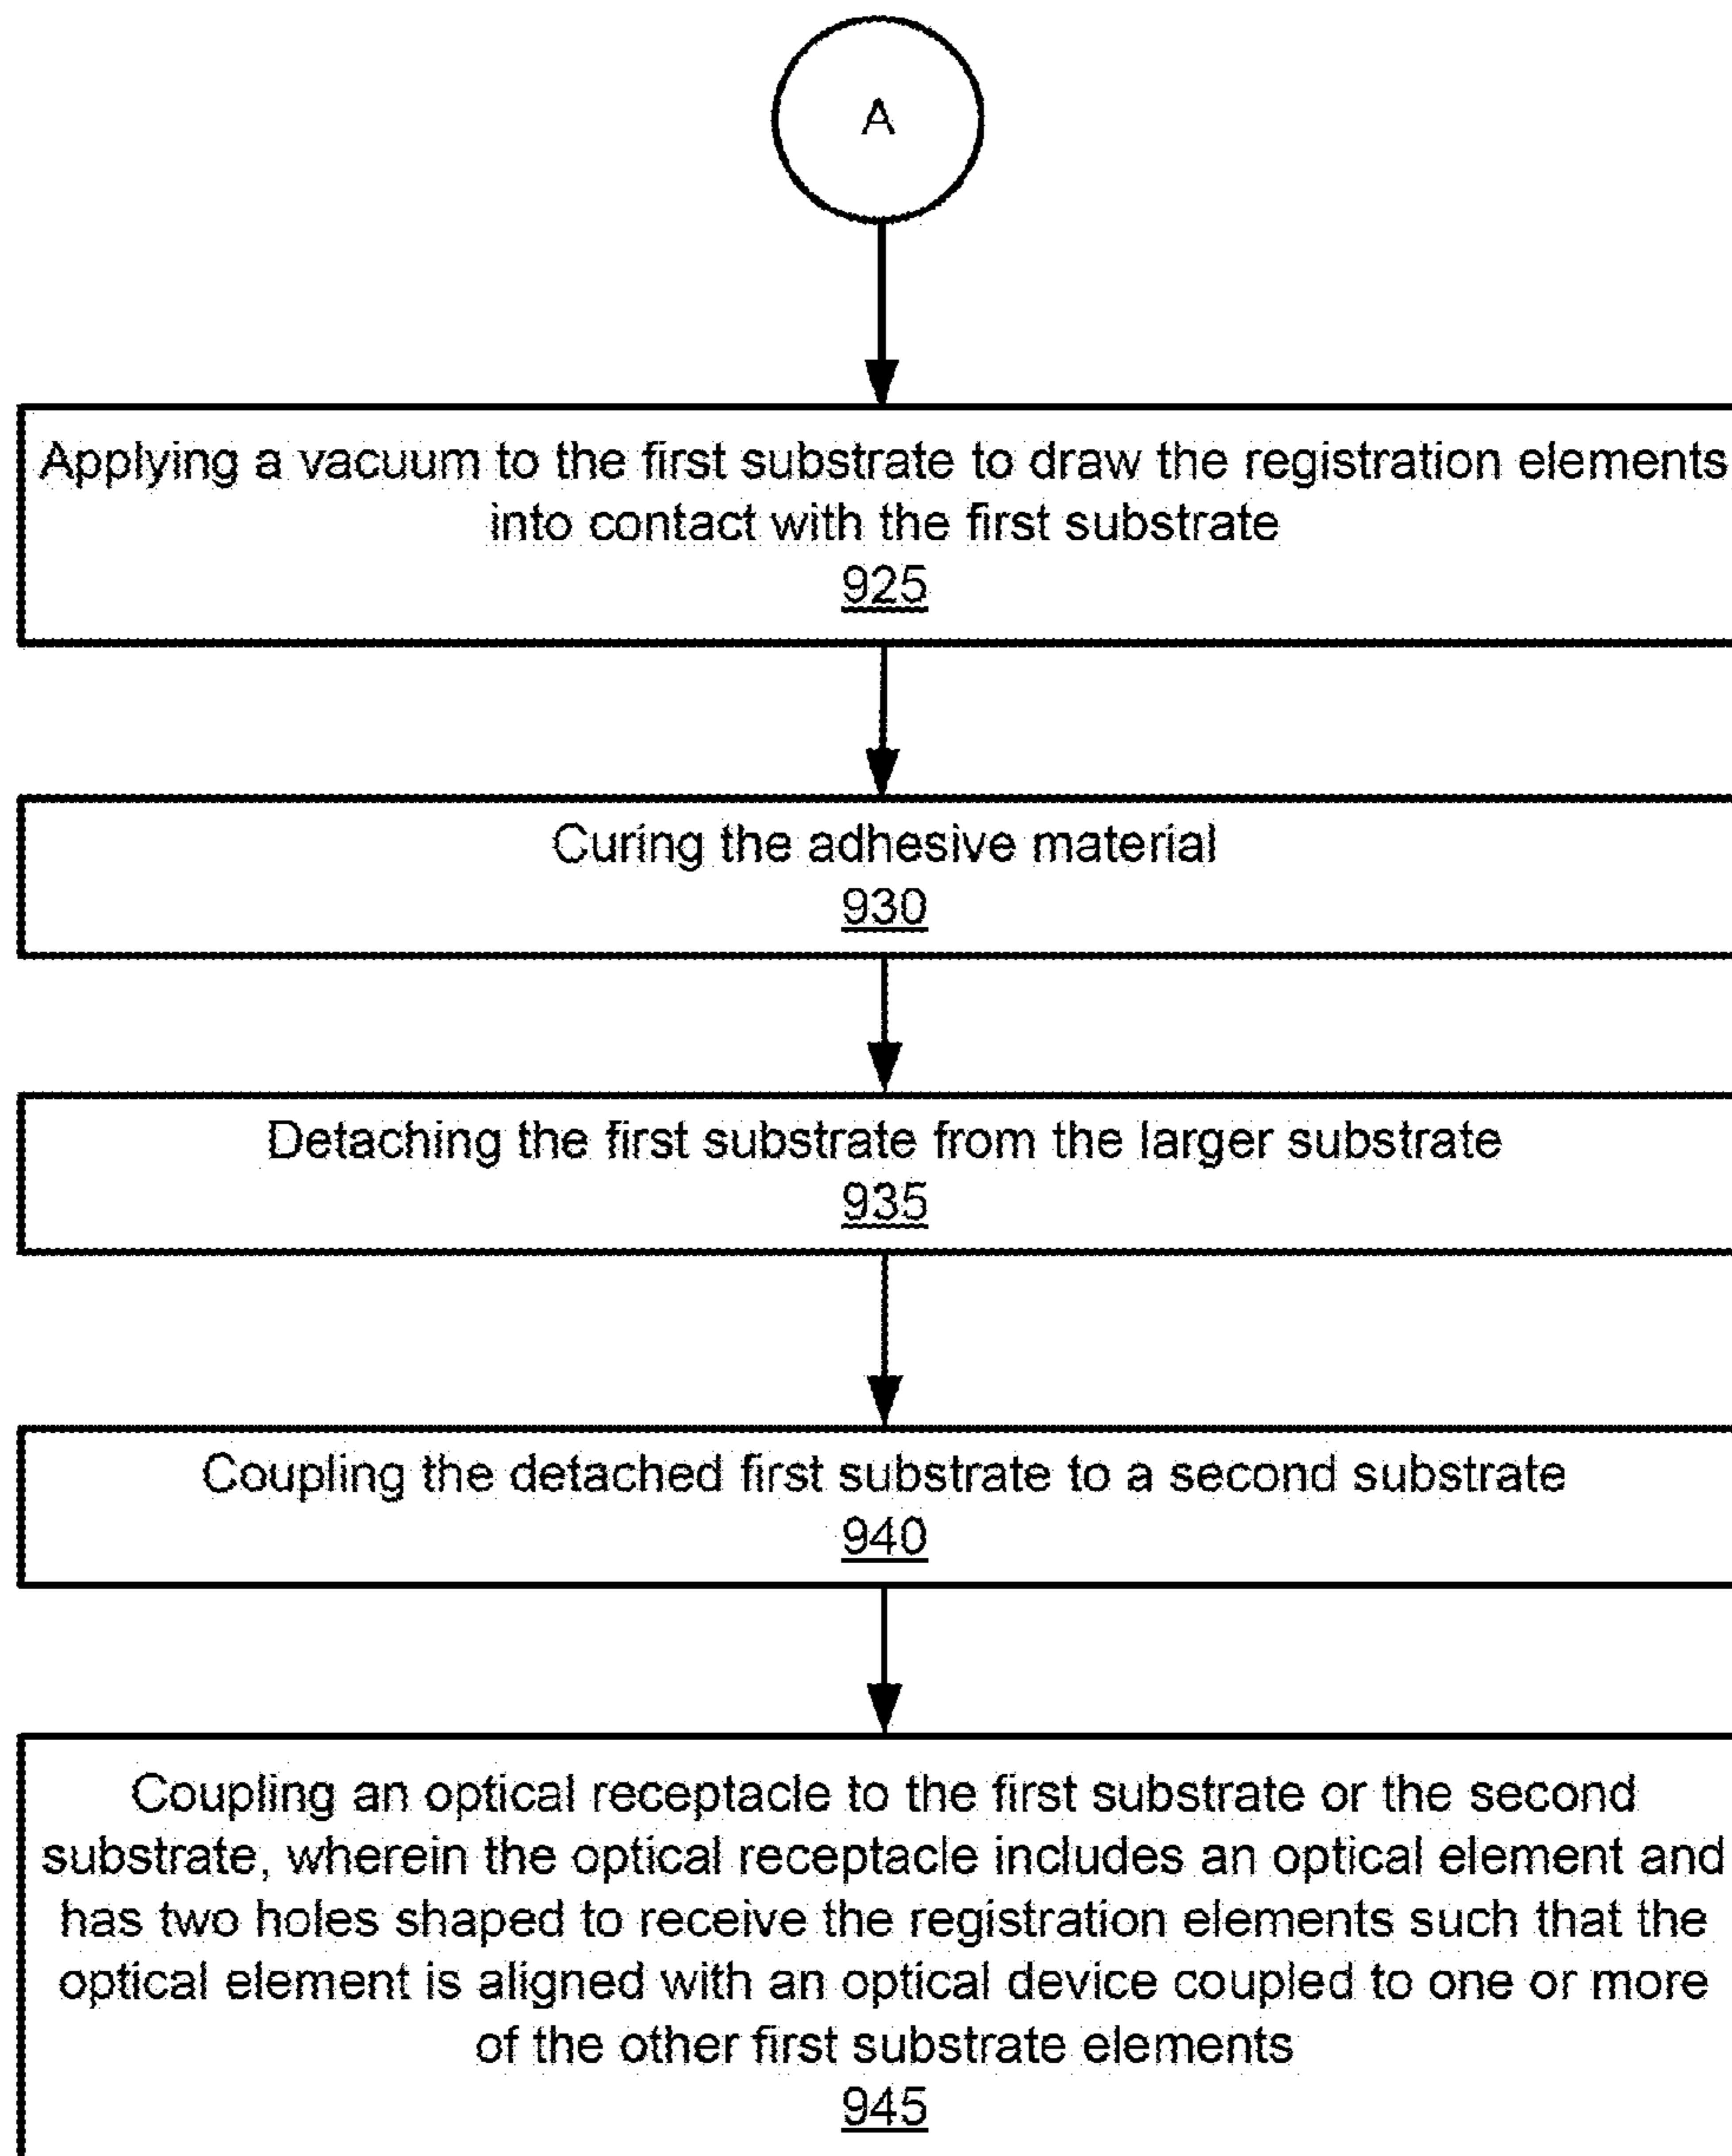 A
Applying a vacuum to the first substrate to draw the registration elements
into contact with the first substrate
925
Curing the adhesive material
930
Detaching the first substrate from the larger substrate
935
Coupling the detached first substrate to a second substrate
940
Coupling an optical receptacle to the first substrate or the second
substrate, wherein the optical receptacle includes an optical element and
has two holes shaped to receive the registration elements such that the
optical element is aligned with an optical device coupled to one or more
of the other first substrate elements
945